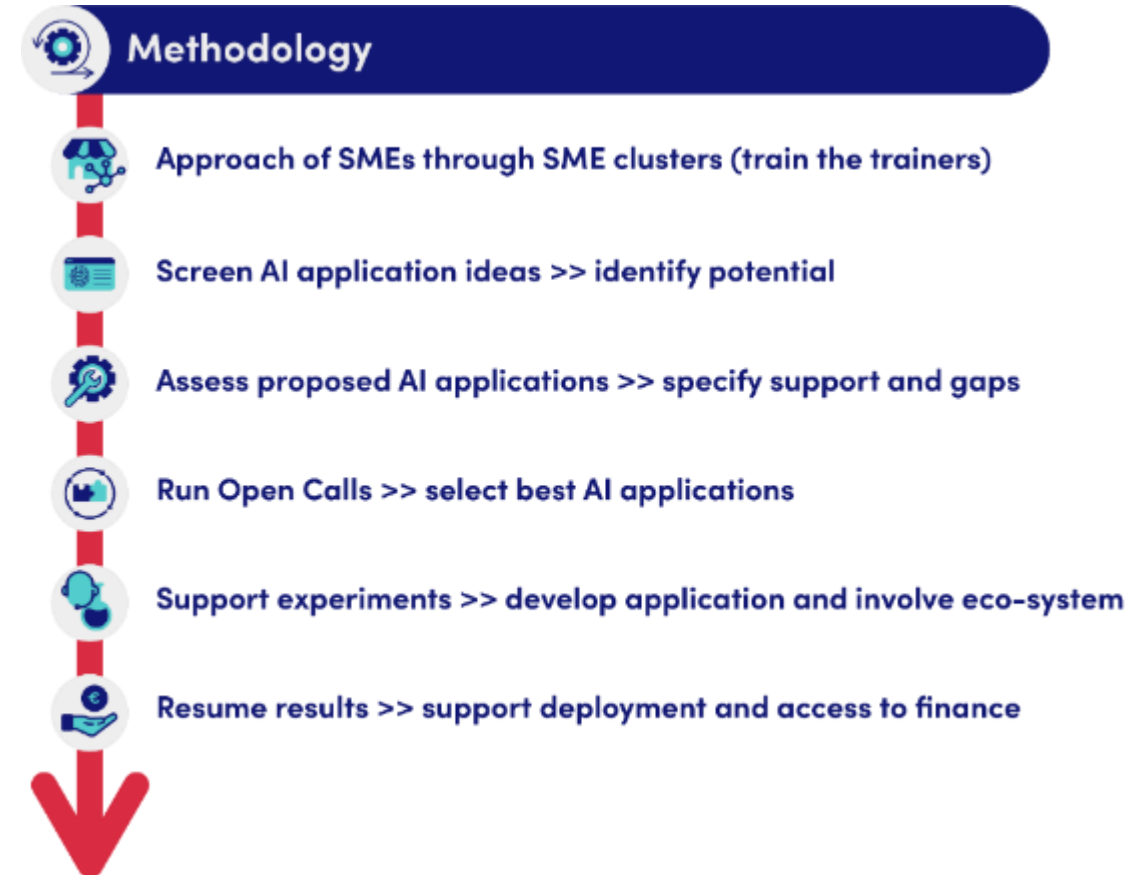 Methodology
Approach of SMEs through SME clusters (train the trainers)
Screen AI application ideas >> identify potential
Assess proposed AI applications >> specify support and gaps
Run Open Calls >> select best AI applications
Support experiments >> develop application and involve eco-system
Resume results >> support deployment and access to finance